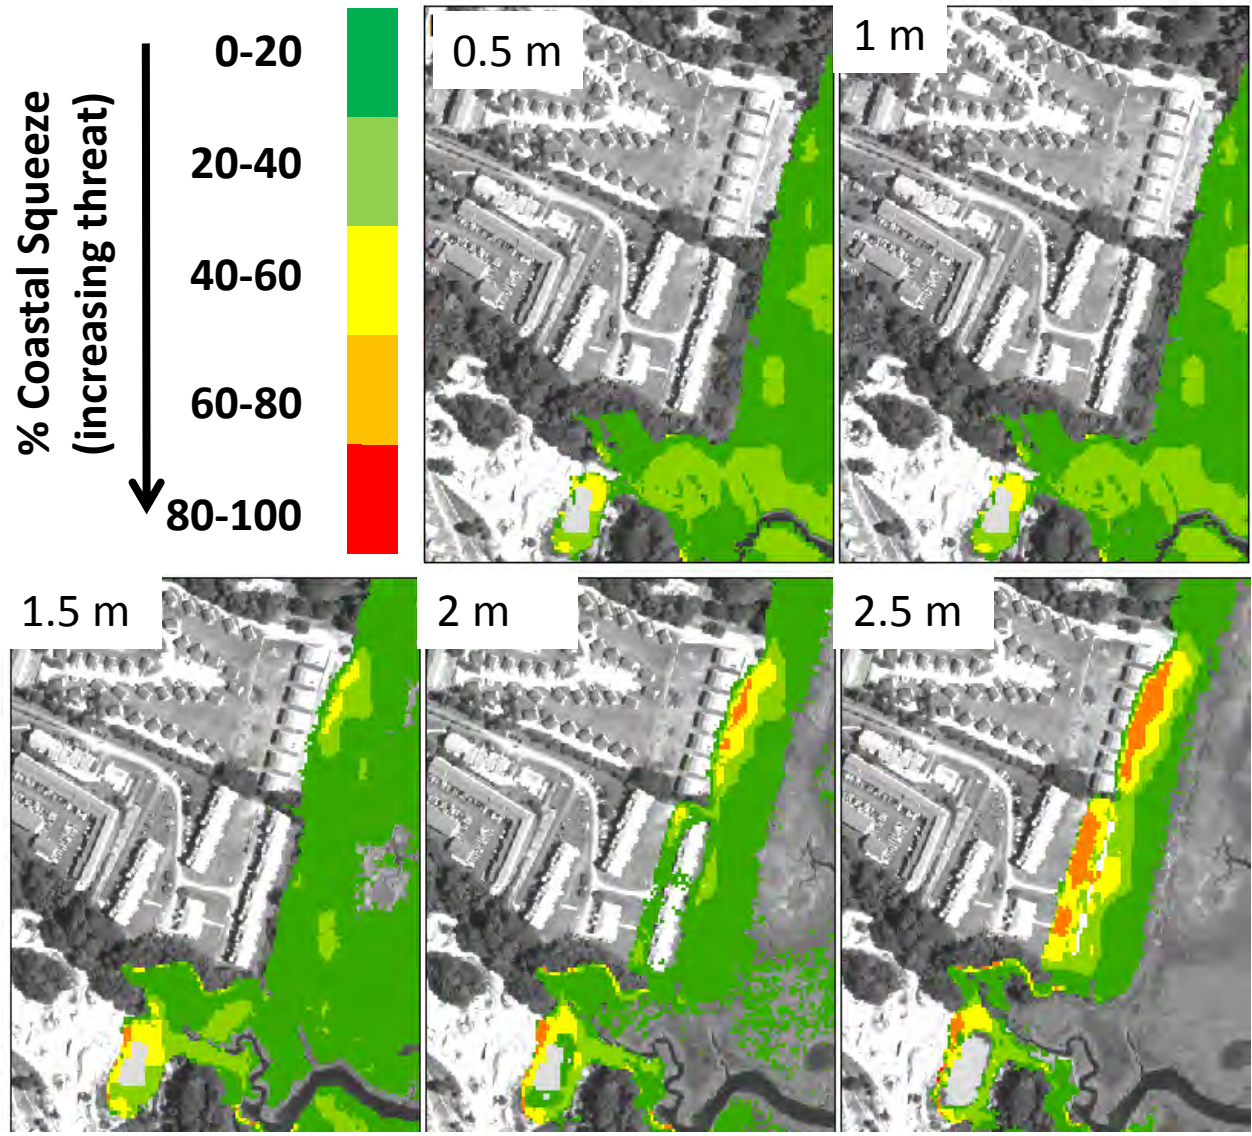 % Coastal Squeeze
(increasing threat)
0-20
20-40
40-60
60-80
80-100
0.5 m
1 m
1.5 m
2 m
2.5 m